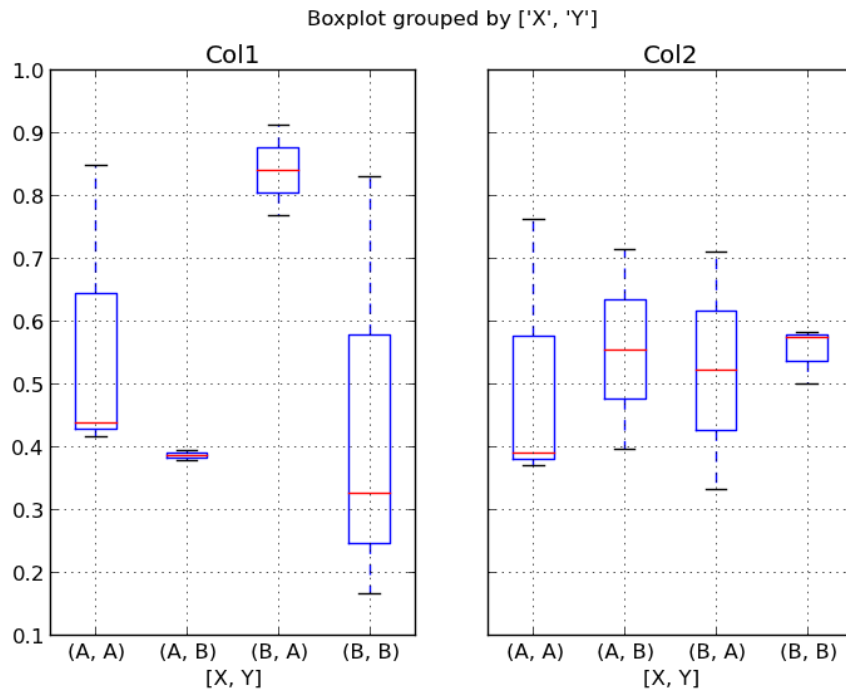 Boxplot grouped by ['X', 'Y']
Col1
Col2
1.0
0.9
0.8
0.7
0.6
0.5
0.4
0.3
0.2
0.1
(A, A) (A, B) (B, A) (B, B)
[X, Y]
(A, A) (A, B) (B, A) (B, B)
[X, Y]